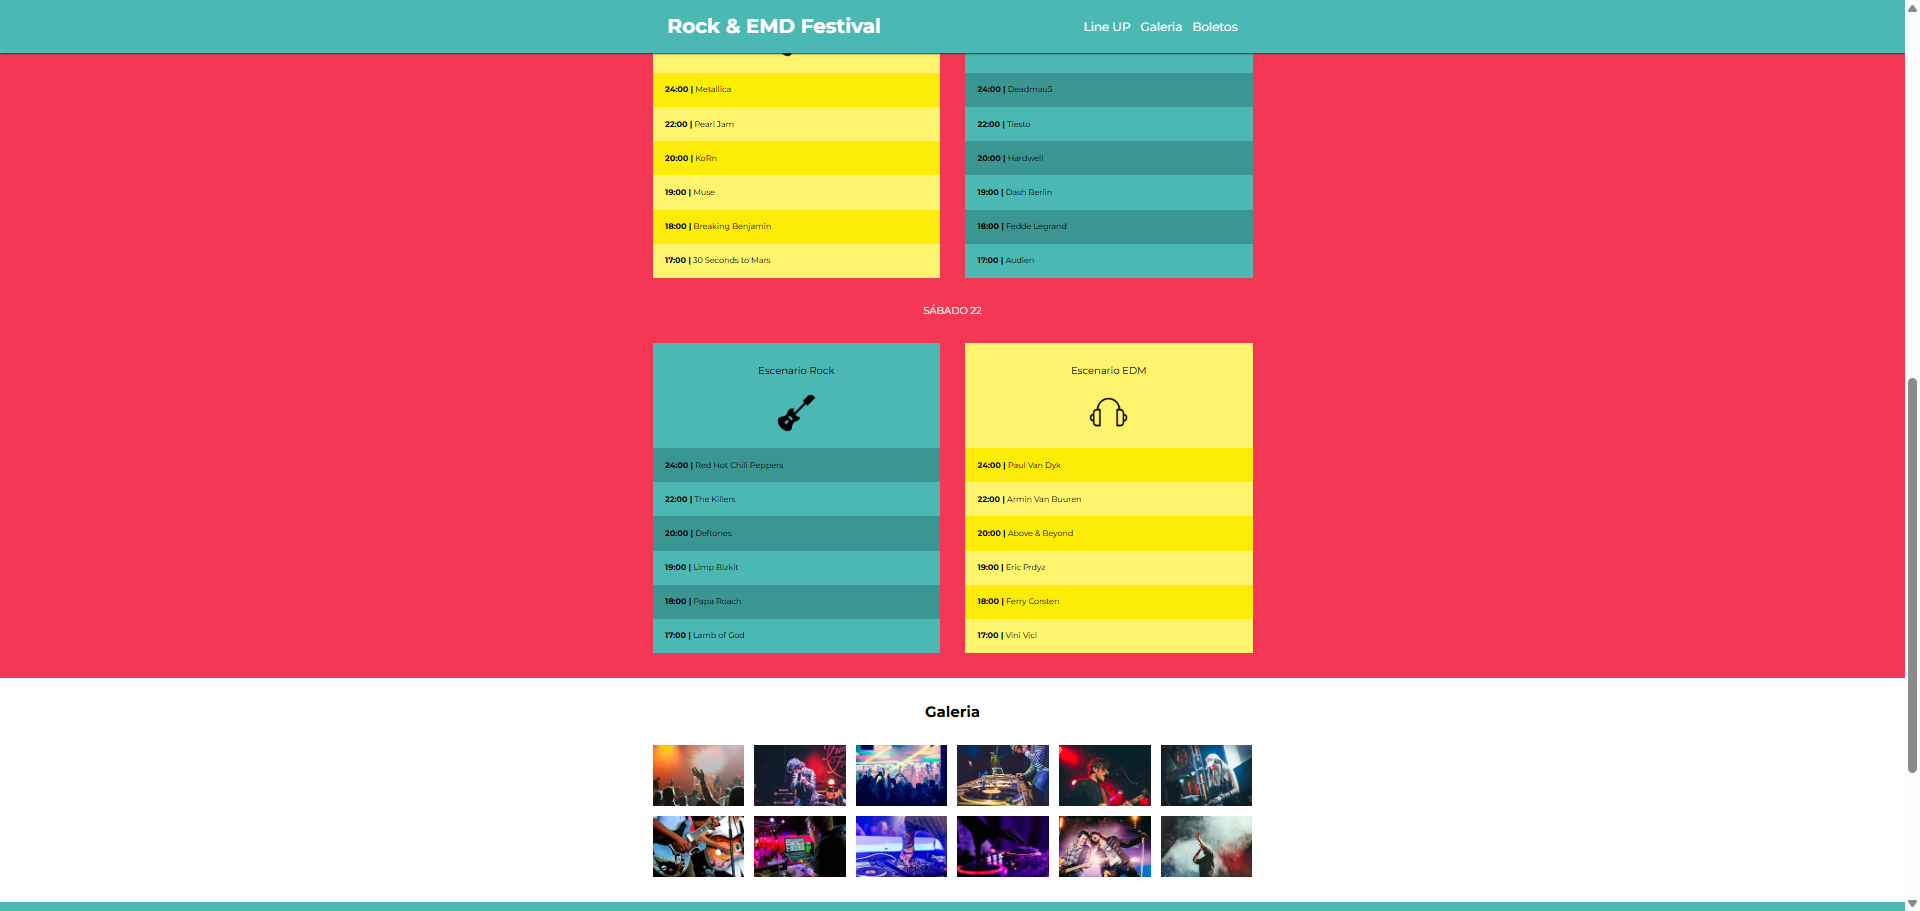 Rock & EMD Festival
Line UP Galeria Boletos
24:00 | Metallica
22:00 | Pearl Jam
20:00 | KoRn
19:00 | Muse
18:00 | Breaking Benjamin
17:00 | 30 Seconds to Mars
24:00 | Deadmau5
22:00 | Tiesto
20:00 | Hardwell
19:00 | Dash Berlin
18:00 | Fedde Legrand
17:00 | Audien
SÁBADO 22
Escenario Rock
24:00 | Red Hot Chili Peppers
22:00 | The Killers
20:00 | Deftones
19:00 | Limp Bizkit
18:00 | Papa Roach
17:00 | Lamb of God
Escenario EDM
24:00 | Paul Van Dyk
22:00 | Armin Van Buuren
20:00 | Above & Beyond
19:00 | Eric Prdyz
18:00 | Ferry Corsten
17:00 | Vini Vici
Galeria